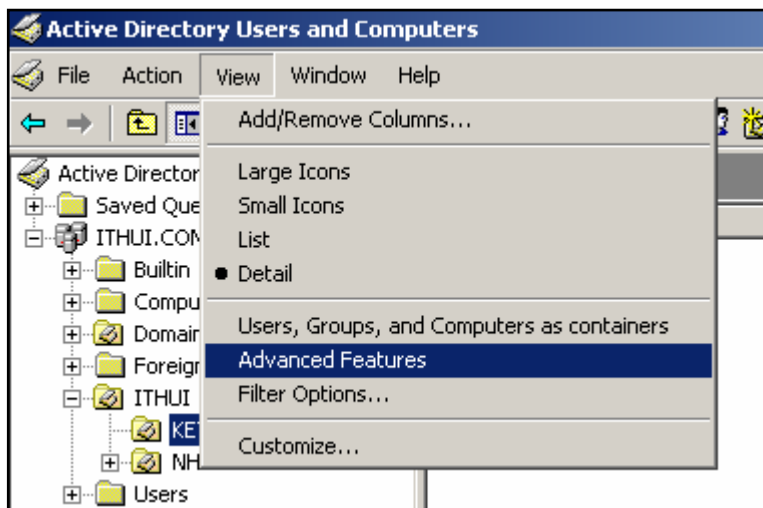 Active Directory Users and Computers
File Action View Window Help
Add/Remove Columns...
Active Director
Large Icons
Saved Que
Small Icons
ITHUI.COM
List
Builtin
Detail
Compu
Users, Groups, and Computers as containers
Domain
Advanced Features
Foreign
Filter Options...
ITHUI
KE
Customize...
NH
Users